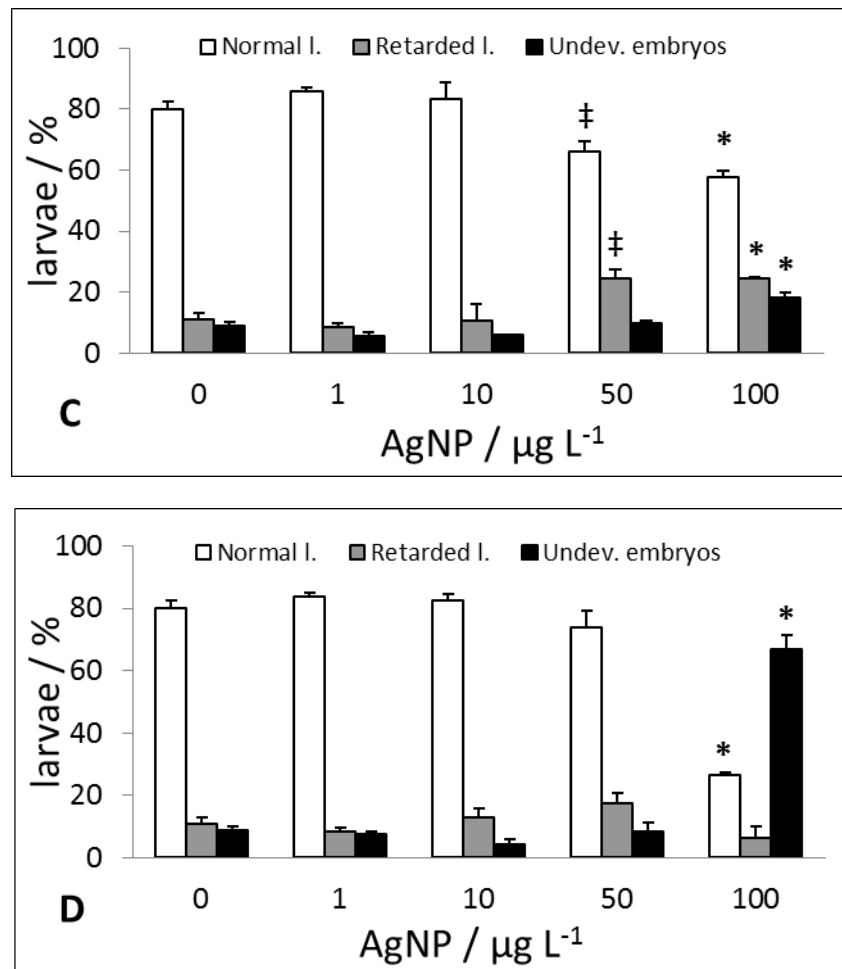 Normal l. Retarded l. Undev. embryos
100
80
60
40
20
0
larvae / %
‡
‡
*
*
*
0 1 10 50 100
C
AgNP / µg L-1
Normal l. Retarded l. Undev. embryos
100
80
60
40
20
0
larvae / %
*
*
0 1 10 50 100
D
AgNP / µg L-1